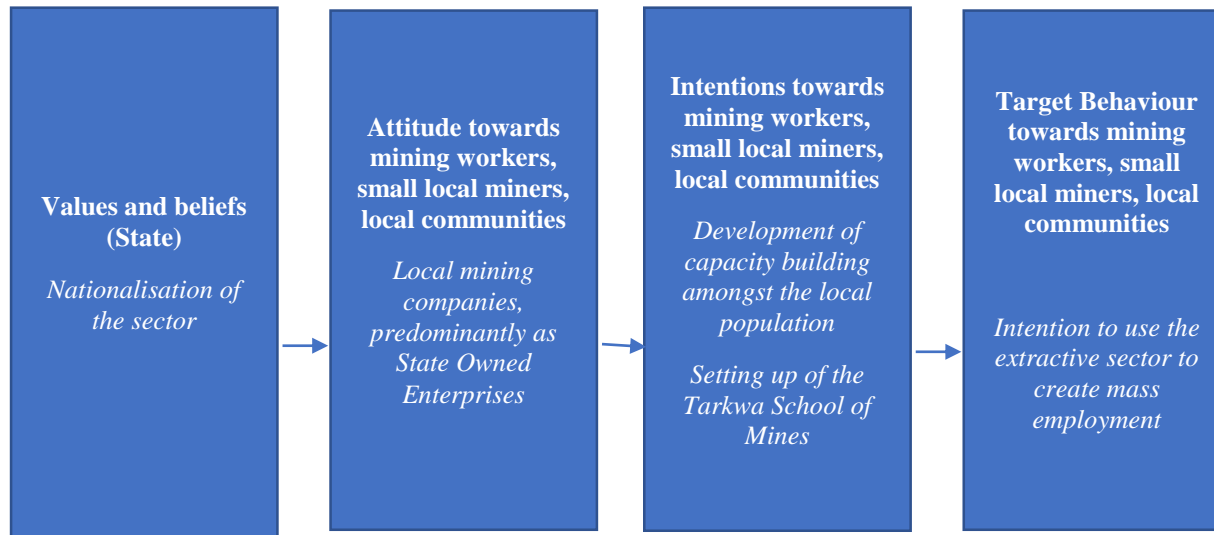 Values and beliefs
(State)
Nationalisation of
the sector
Attitude towards
mining workers,
small local miners,
local communities
Local mining
companies,
predominantly as
State Owned
Enterprises
Intentions towards
mining workers,
small local miners,
local communities
Development of
capacity building
amongst the local
population
Setting up of the
Tarkwa School of
Mines
Target Behaviour
towards mining
workers, small
local miners, local
communities
Intention to use the
extractive sector to
create mass
employment